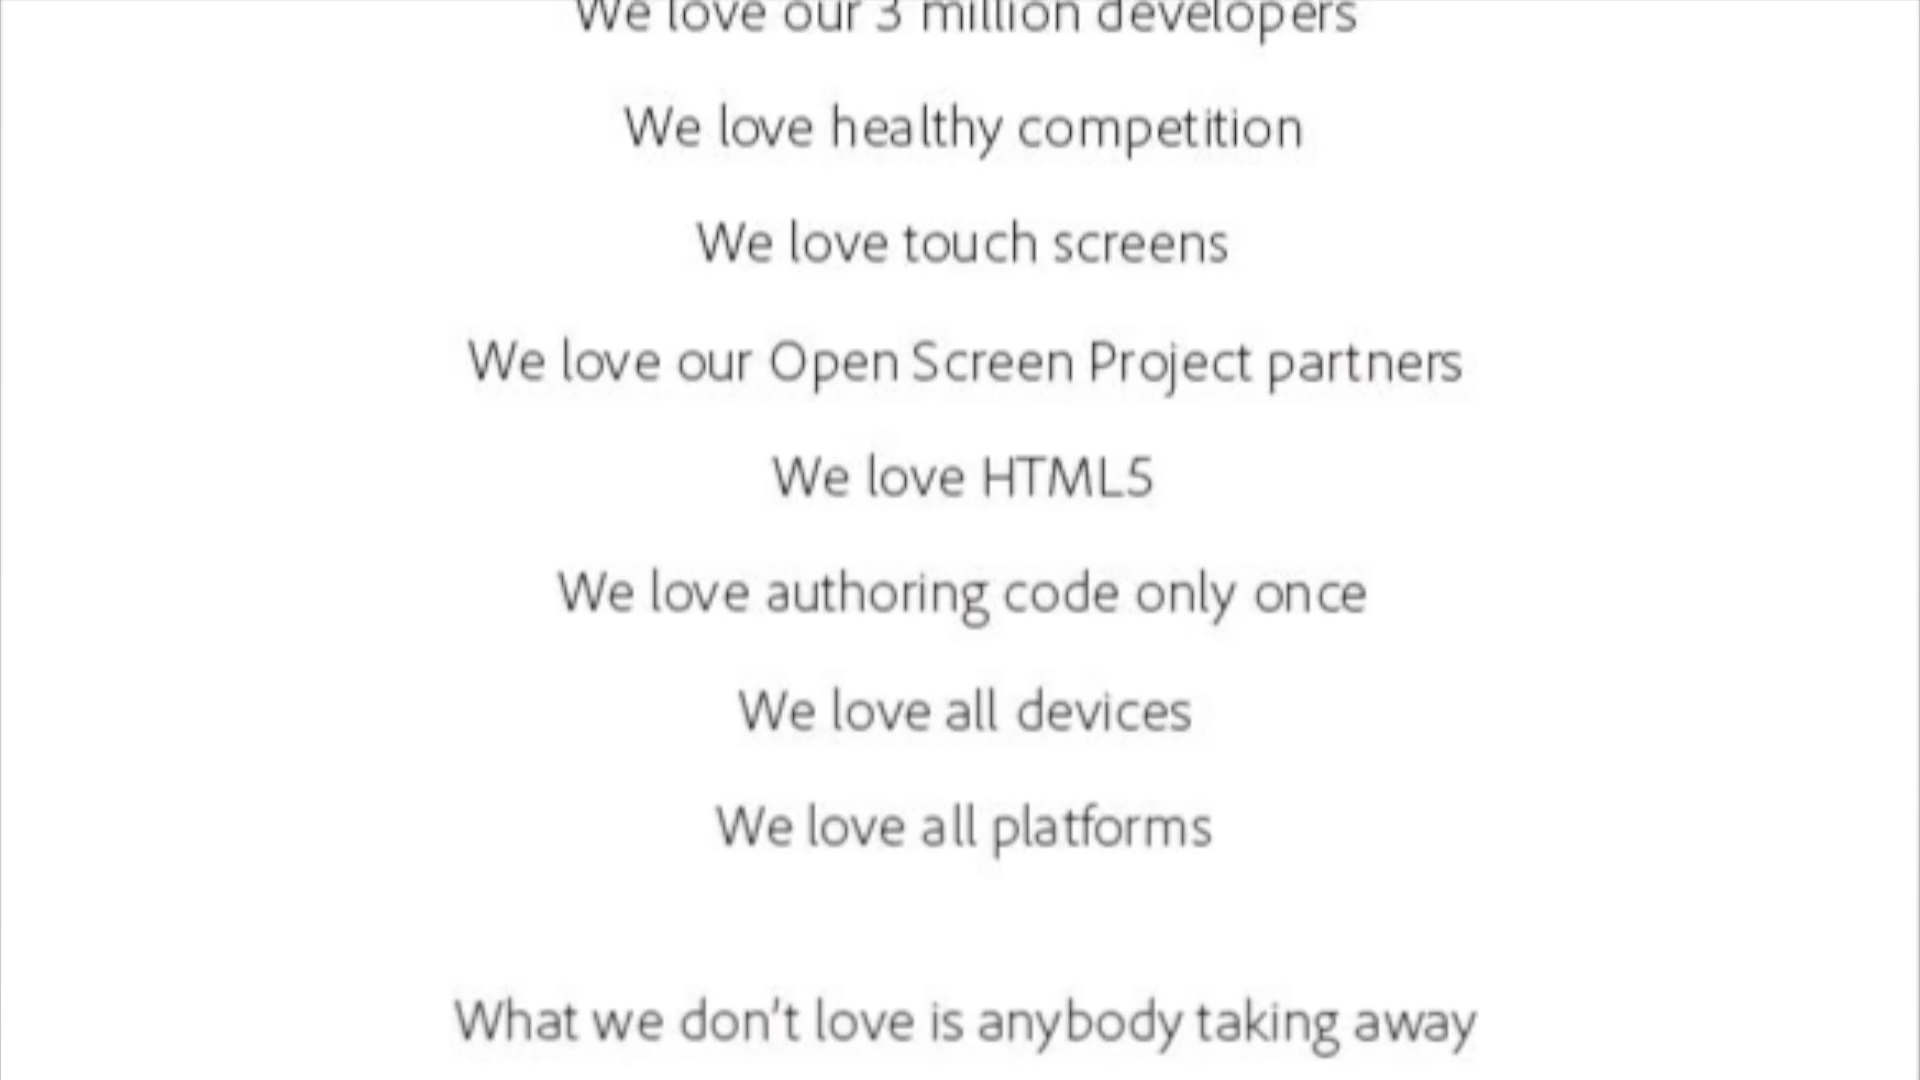 We love our 3 million developers
We love healthy competition
We love touch screens
We love our Open Screen Project partners
We love HTML5
We love authoring code only once
We love all devices
We love all platforms
What we don't love is anybody taking away